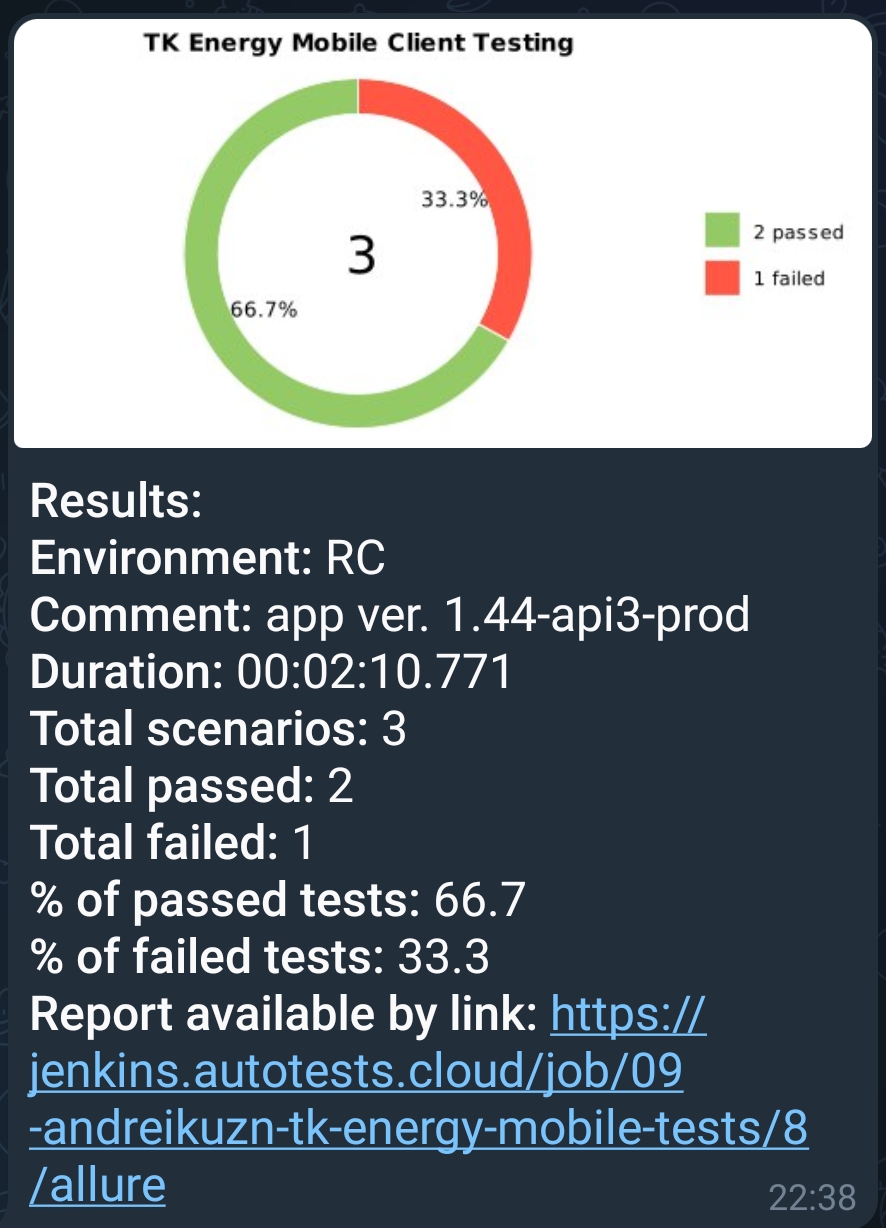 TK Energy Mobile Client Testing
33.3%
3
66.7%
2 passed
1 failed
Results:
Environment: RC
Comment: app ver. 1.44-api3-prod
Duration: 00:02:10.771
Total scenarios: 3
Total passed: 2
Total failed: 1
% of passed tests: 66.7
% of failed tests: 33.3
Report available by link: https://
jenkins.autotests.cloud/job/09
-andreikuzn-tk-energy-mobile-tests/8
/allure
22:38